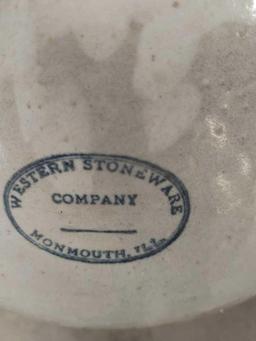 WESTERN STONEWARE
COMPANY
MONMOUTH, ILL.